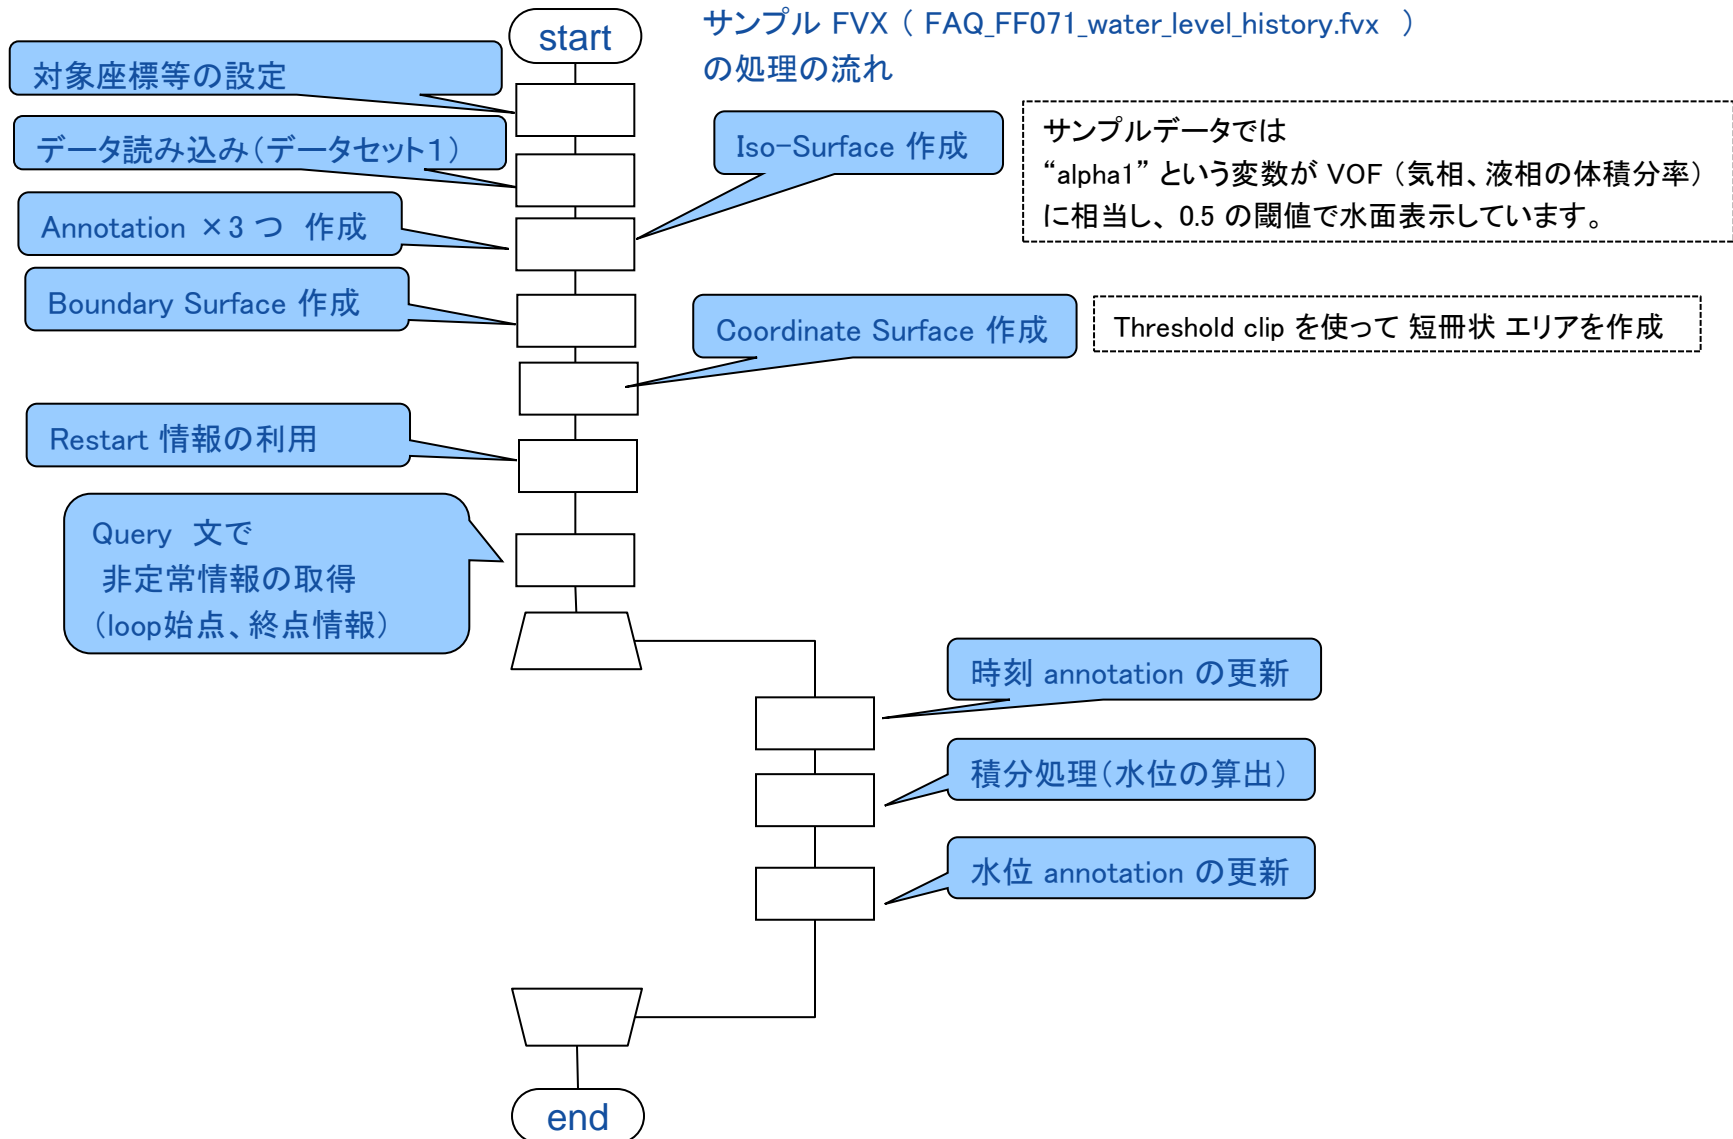 start
サンプル FVX ( FAQ_FF071_water_level_history.fvx )
の処理の流れ
対象座標等の設定
データ読み込み(データセット1)
Iso-Surface 作成
サンプルデータでは
“alpha1” という変数が VOF (気相、液相の体積分率)
に相当し、0.5 の閾値で水面表示しています。
Annotation ×3 つ 作成
Boundary Surface 作成
Coordinate Surface 作成
Threshold clip を使って 短冊状 エリアを作成
Restart 情報の利用
Query 文で
非定常情報の取得
(loop始点、終点情報)
時刻 annotation の更新
積分処理(水位の算出)
水位 annotation の更新
end